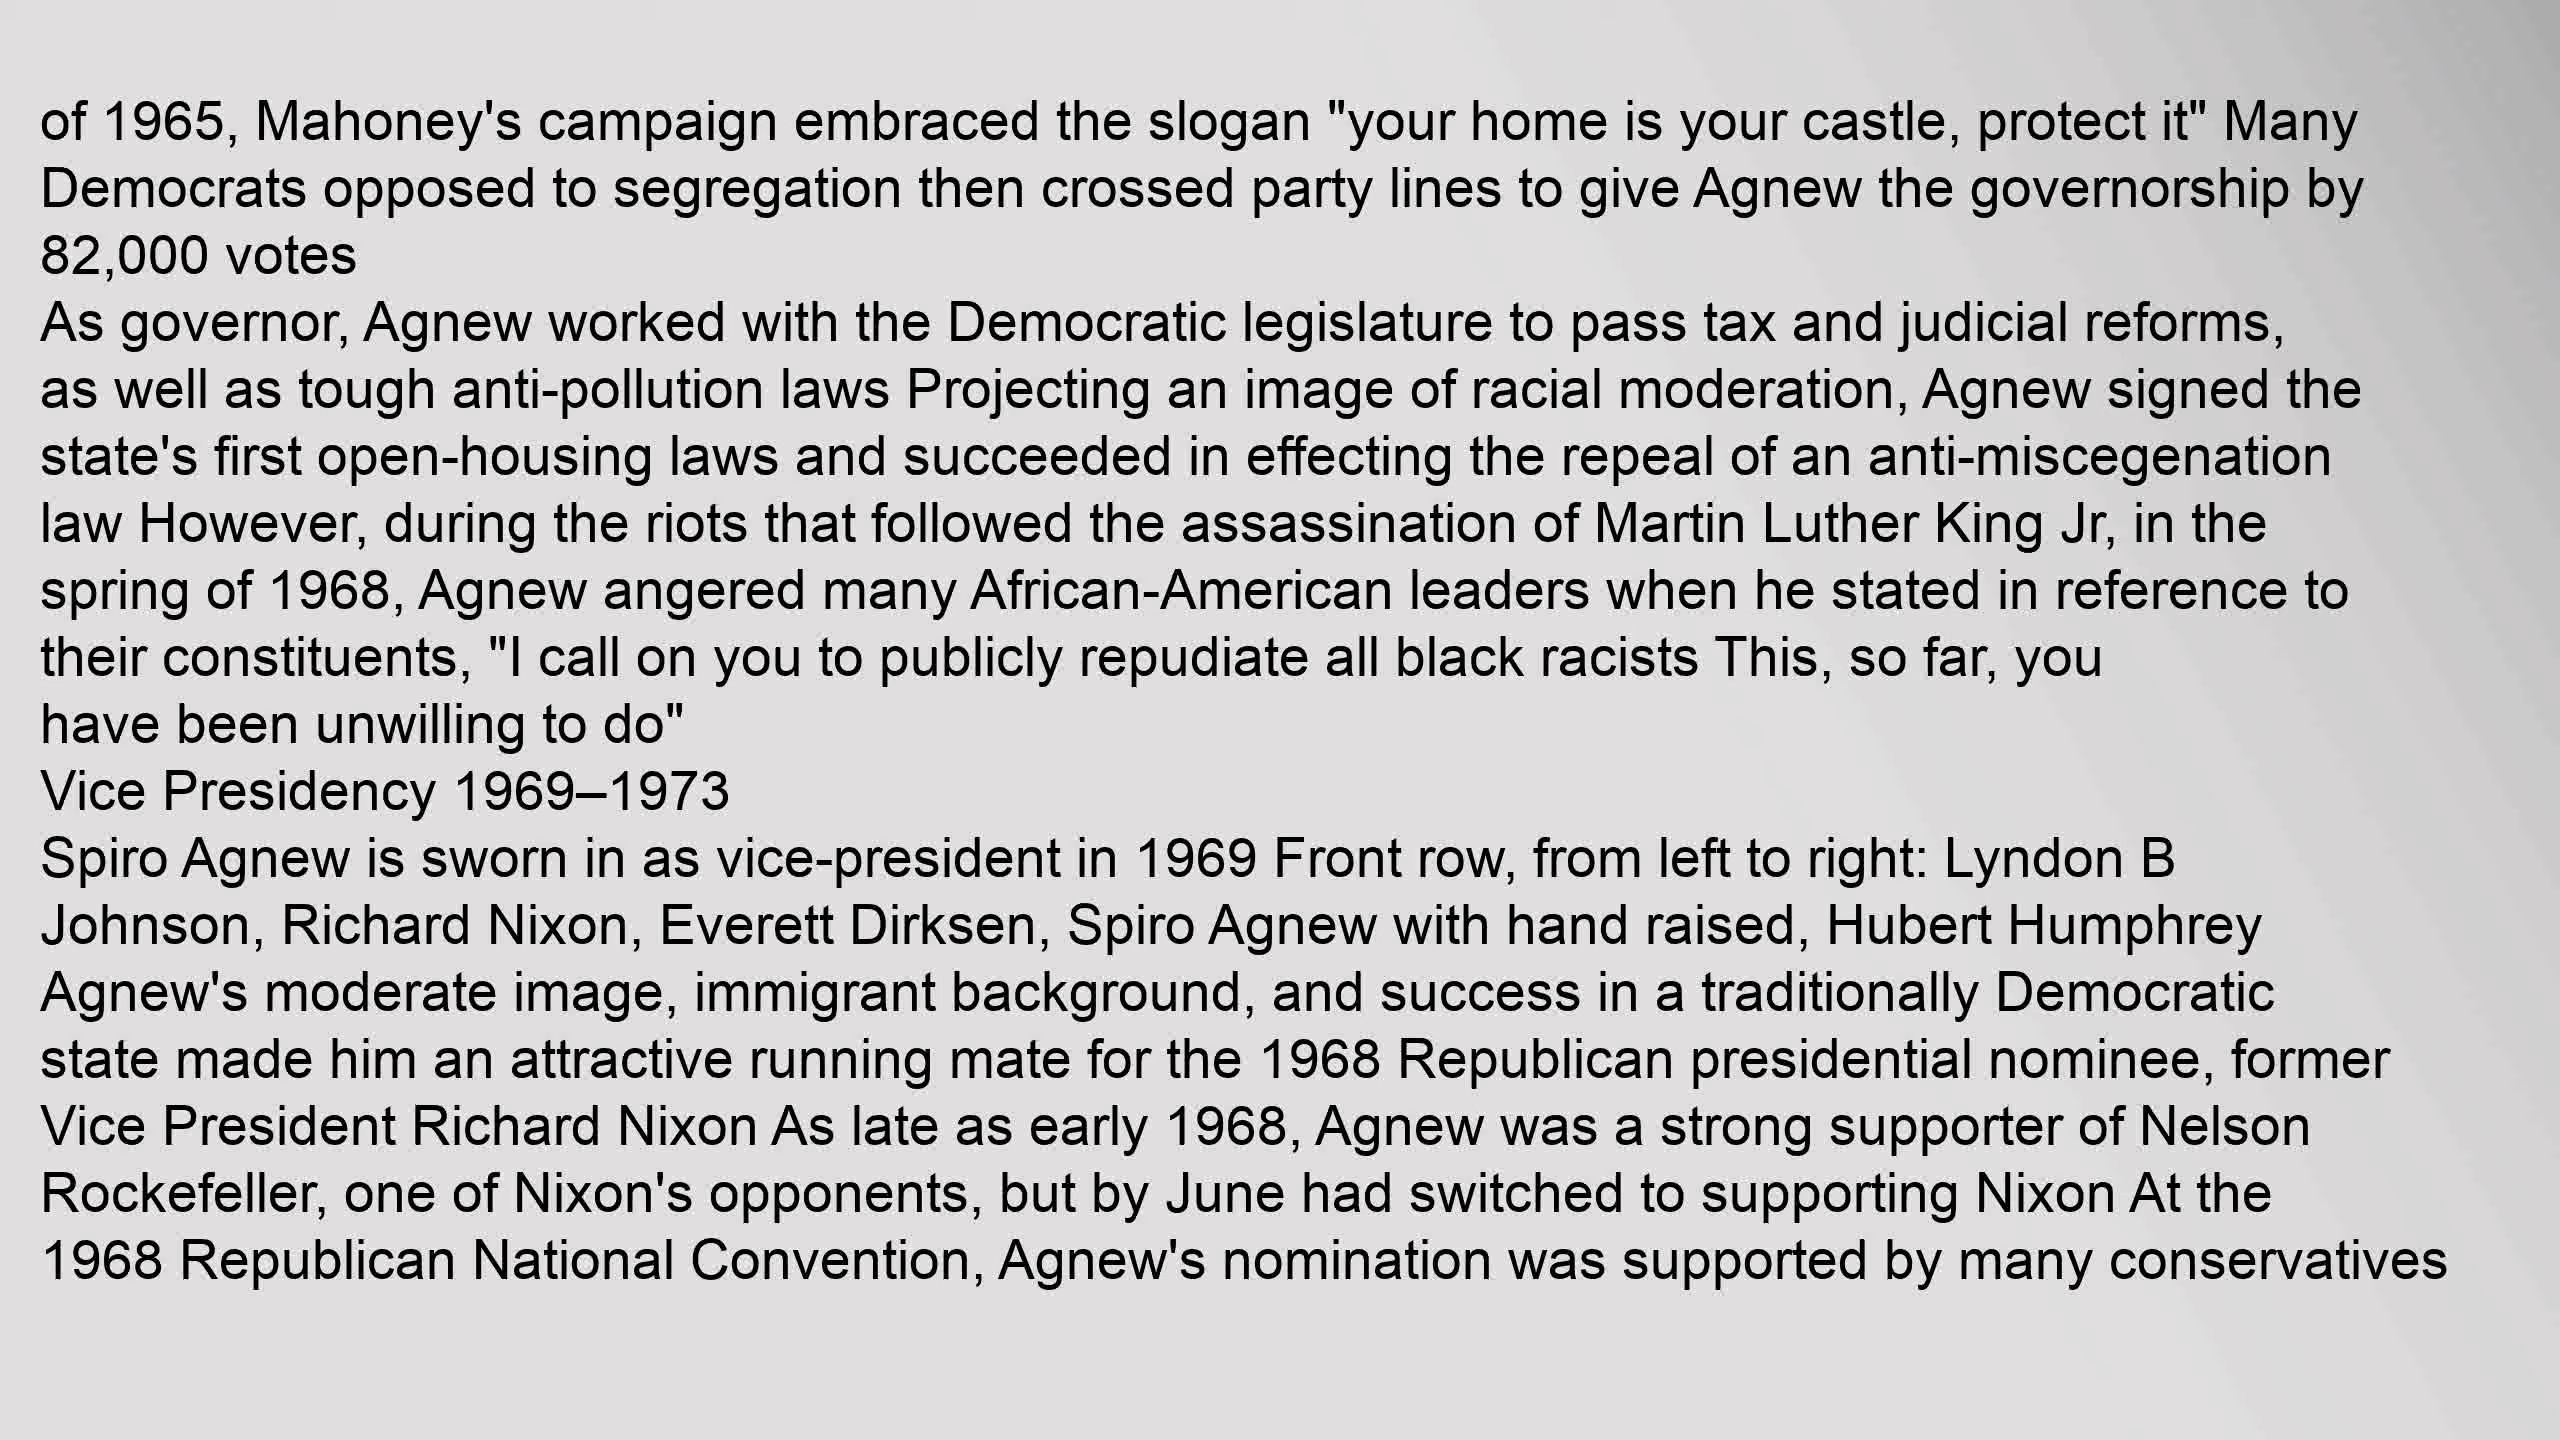 of 1965, Mahoney's campaign embraced the slogan "your home is your castle, protect it" Many
Democrats opposed to segregation then crossed party lines to give Agnew the governorship by
82,000 votes
As governor, Agnew worked with the Democratic legislature to pass tax and judicial reforms,
as well as tough anti-pollution laws Projecting an image of racial moderation, Agnew signed the
state's first open-housing laws and succeeded in effecting the repeal of an anti-miscegenation
law However, during the riots that followed the assassination of Martin Luther King Jr, in the
spring of 1968, Agnew angered many African-American leaders when he stated in reference to
their constituents, "I call on you to publicly repudiate all black racists This, so far, you
have been unwilling to do"
Vice Presidency 1969–1973
Spiro Agnew is sworn in as vice-president in 1969 Front row, from left to right: Lyndon B
Johnson, Richard Nixon, Everett Dirksen, Spiro Agnew with hand raised, Hubert Humphrey
Agnew's moderate image, immigrant background, and success in a traditionally Democratic
state made him an attractive running mate for the 1968 Republican presidential nominee, former
Vice President Richard Nixon As late as early 1968, Agnew was a strong supporter of Nelson
Rockefeller, one of Nixon's opponents, but by June had switched to supporting Nixon At the
1968 Republican National Convention, Agnew's nomination was supported by many conservatives